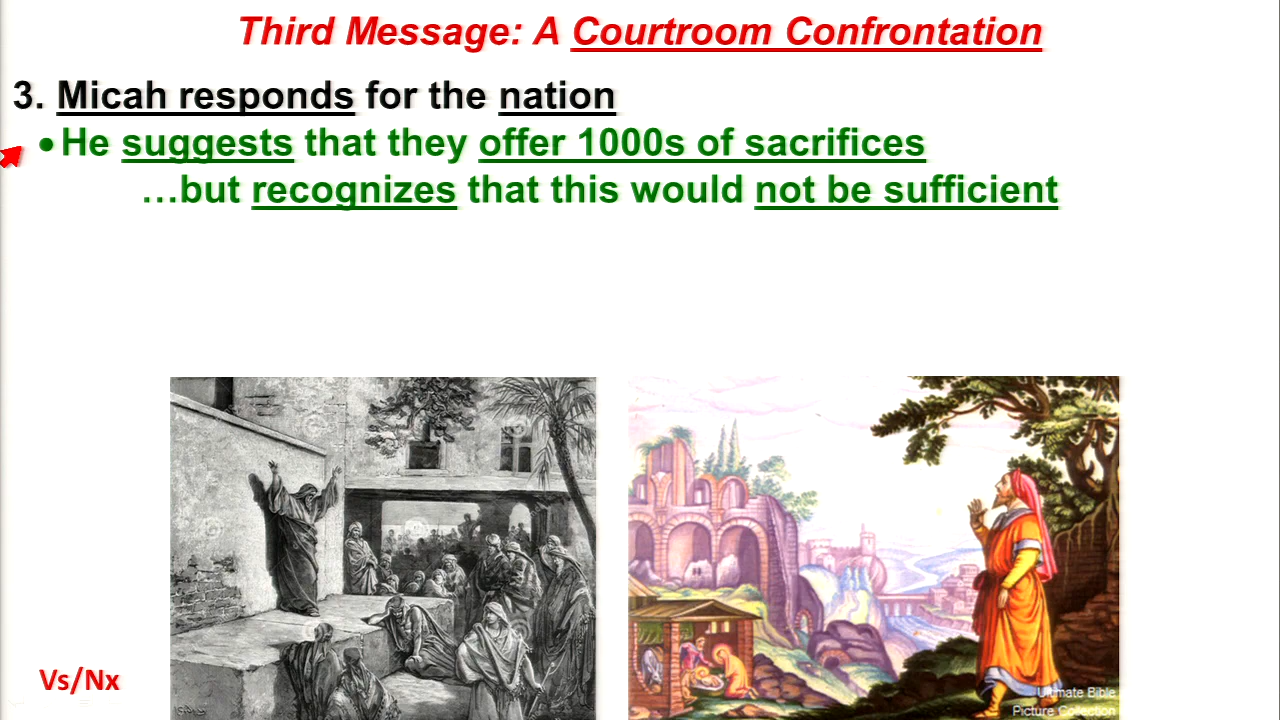 Third Message: A Courtroom Confrontation
3. Micah responds for the nation
• He suggests that they offer 1000s of sacrifices
…but recognizes that this would not be sufficient
Vs/Nx
Ultimate Bible
Picture Collection